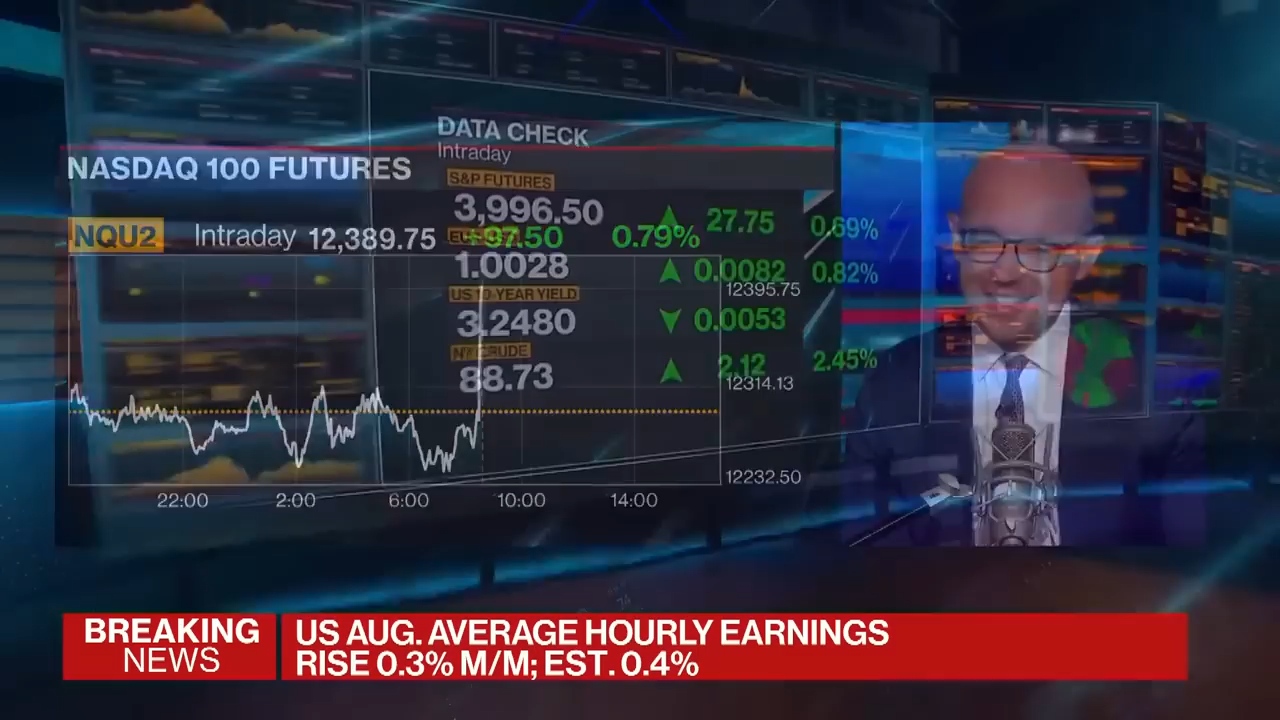 DATA CHECK
Intraday
NASDAQ 100 FUTURES
S&P FUTURES
3,996.50 27.75 0.69%
NQU2 Intraday 12,389.75 +97.50 0.79%
1.0028 0.0082 0.82%
12395.75
US 10-YEAR YIELD
3.2480 0.0053
NY CRUDE
88.73 2.12 2.45%
12314.13
12232.50
22:00 2:00 6:00 10:00 14:00
BREAKING
NEWS
US AUG. AVERAGE HOURLY EARNINGS
RISE 0.3% M/M; EST. 0.4%